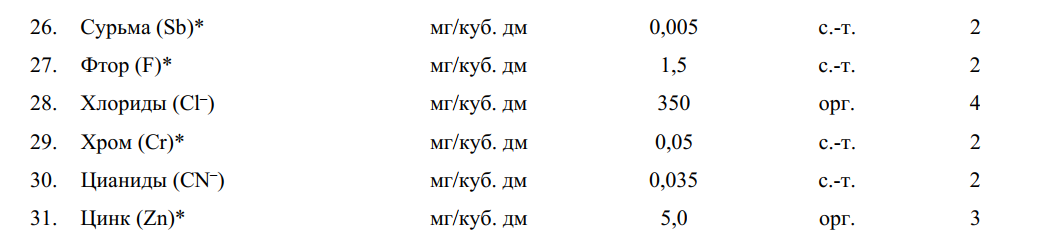 26. Сурьма (Sb)* мг/куб. дм 0,005 с.-т. 2
27. Фтор (F)* мг/куб. дм 1,5 с.-т. 2
28. Хлориды (Cl⁻) мг/куб. дм 350 орг. 4
29. Хром (Cr)* мг/куб. дм 0,05 с.-т. 2
30. Цианиды (CN⁻) мг/куб. дм 0,035 с.-т. 2
31. Цинк (Zn)* мг/куб. дм 5,0 орг. 3